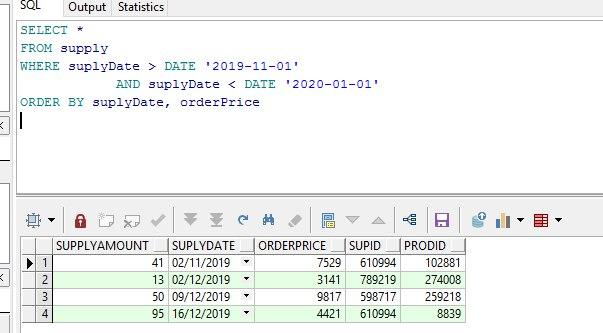 SQL Output Statistics
SELECT *
FROM supply
WHERE suplyDate > DATE '2019-11-01'
AND suplyDate < DATE '2020-01-01'
ORDER BY suplyDate, orderPrice
SUPPLYAMOUNT SUPLYDATE ORDERPRICE SUPID PRODID
1 41 02/11/2019 7529 610994 102881
2 13 02/12/2019 3141 789219 274008
3 50 09/12/2019 9817 598717 259218
4 95 16/12/2019 4421 610994 8839